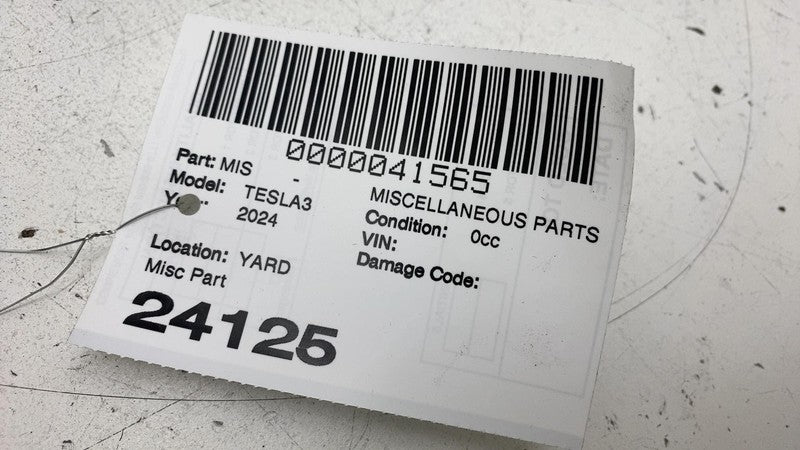 0000041565
Part: MIS -
MISCELLANEOUS PARTS
Model: TESLA3
Condition: 0cc
2024
VIN:
Location: YARD
Damage Code:
Misc Part
24125